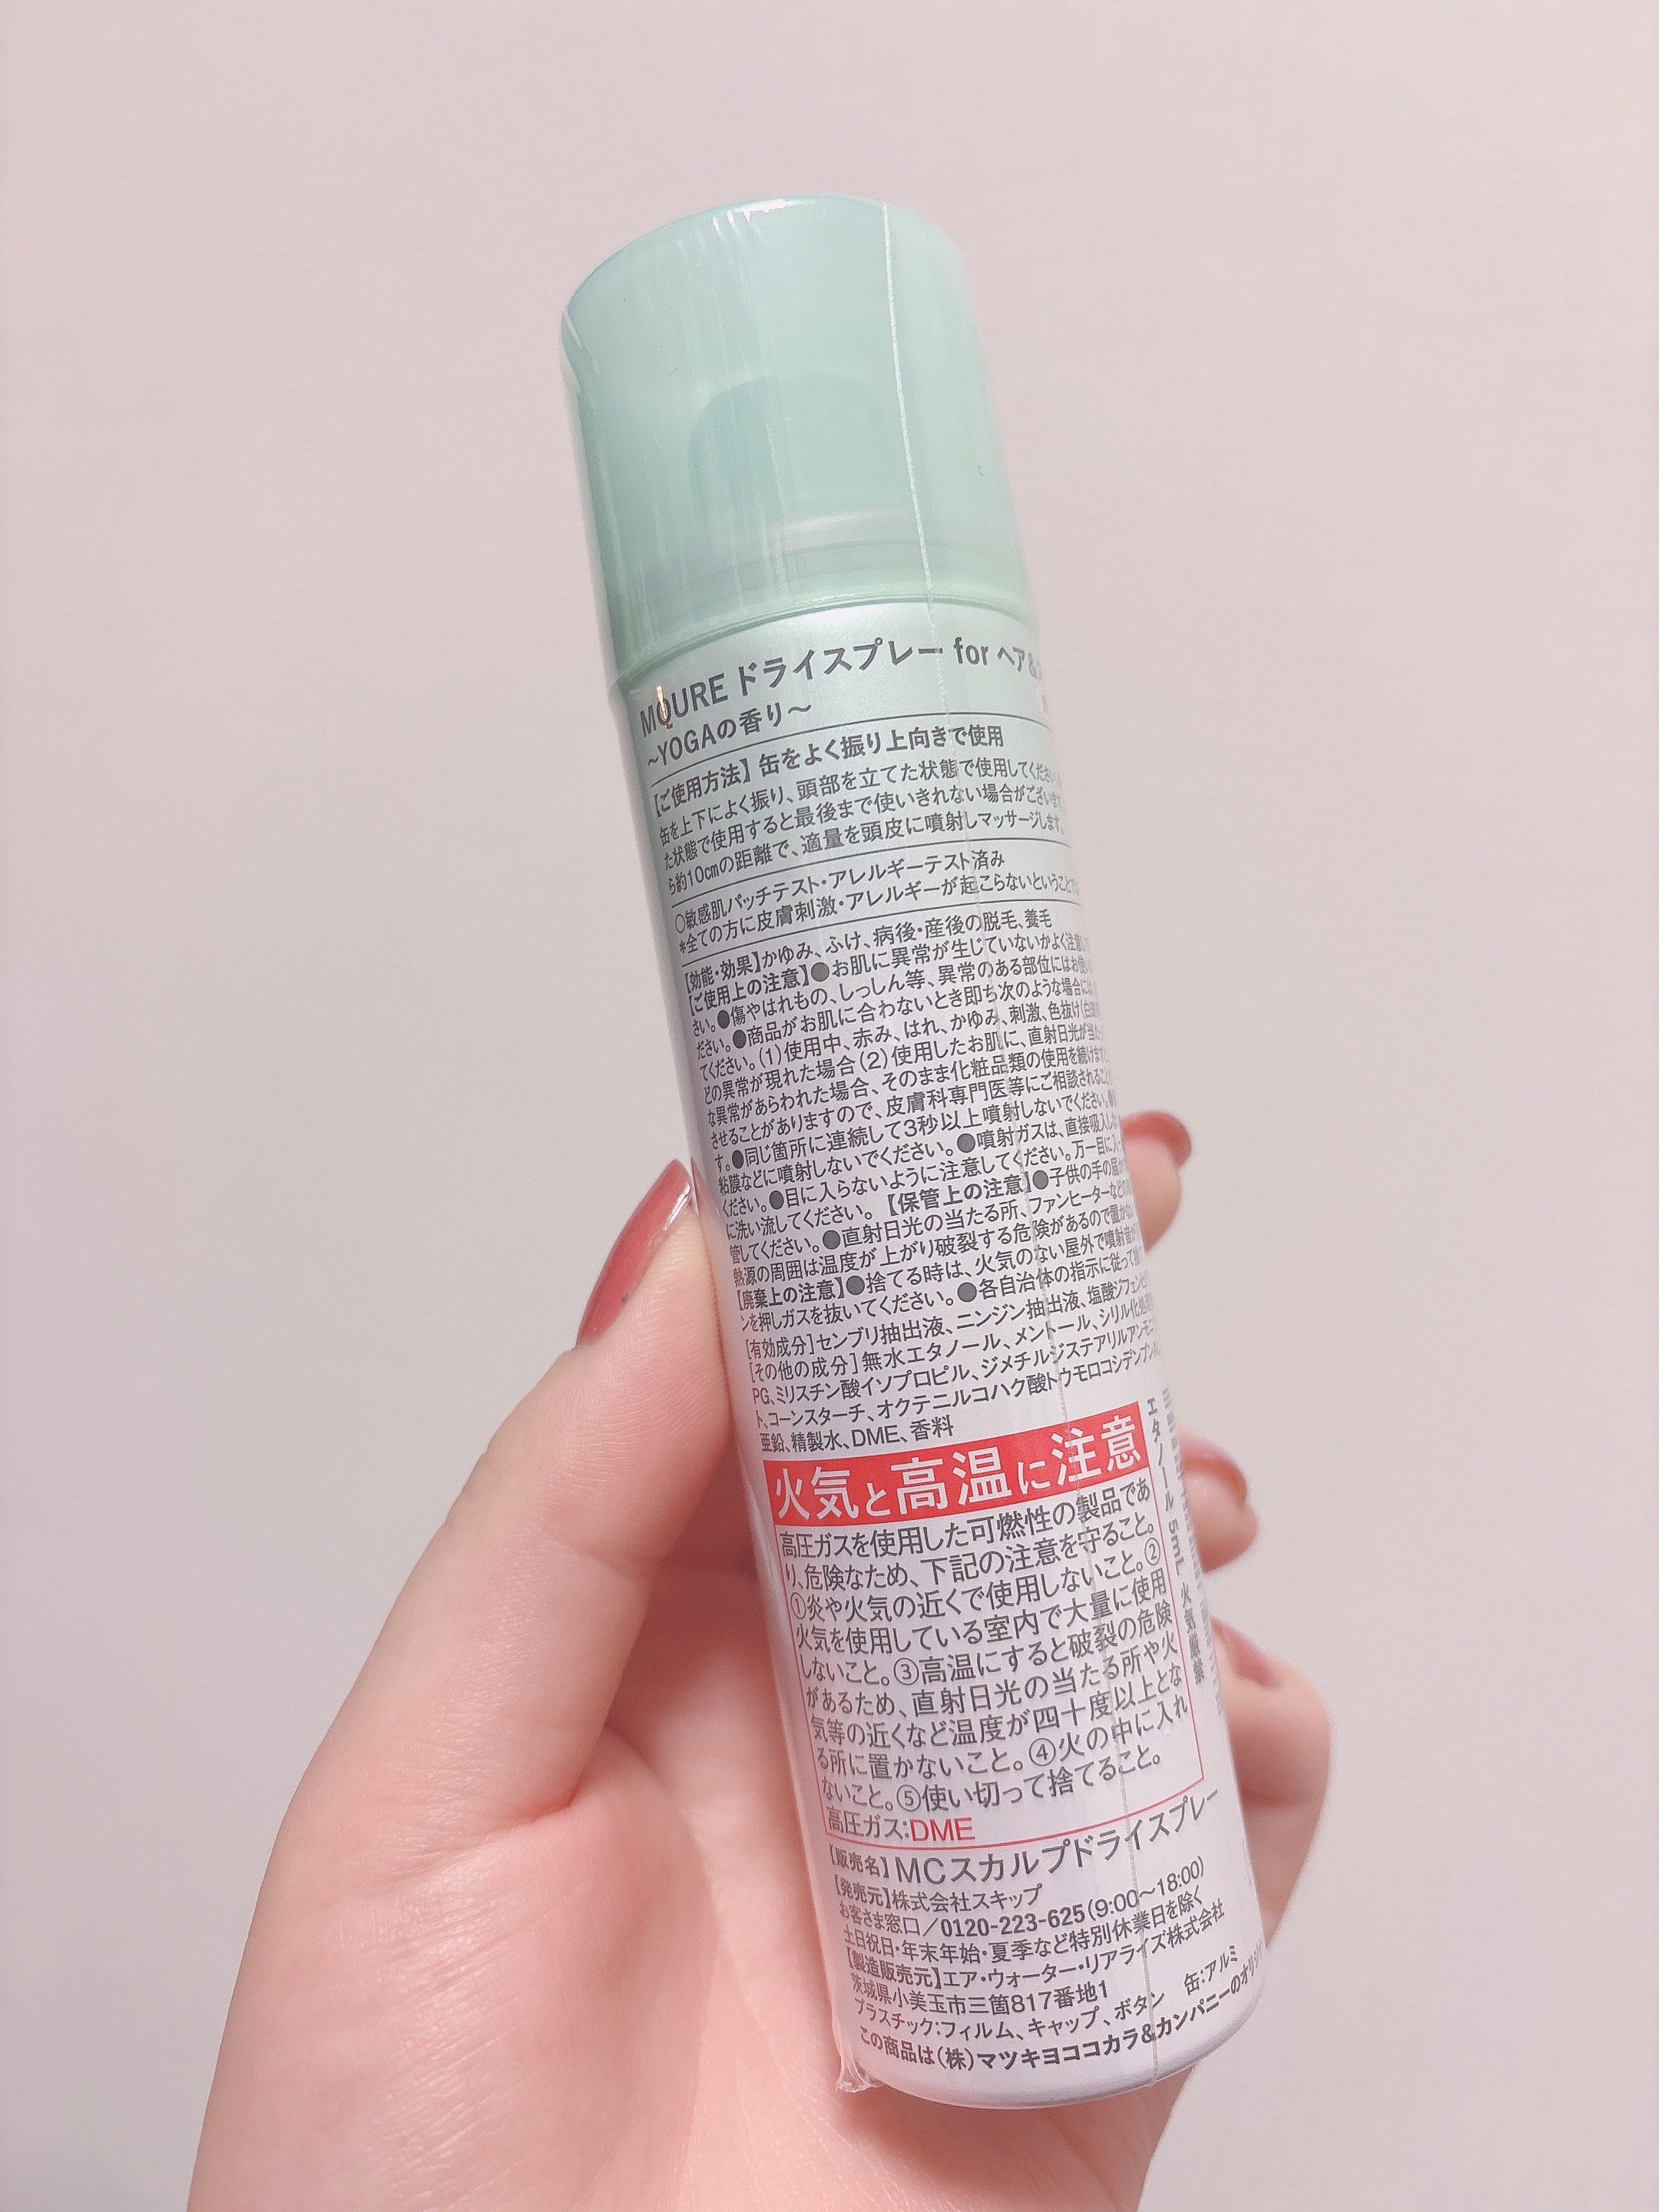 MQURE ドライスプレー for ヘア&
〜YOGAの香り〜
【ご使用方法】缶をよく振り上向きで使用
缶を上下によく振り、頭部を立てた状態で使用してください。
た状態で使用すると最後まで使いきれない場合がございます
ら約10cmの距離で、適量を頭皮に噴射しマッサージします。
○敏感肌パッチテスト・アレルギーテスト済み
*全ての方に皮膚刺激・アレルギーが起こらないということで
【効能・効果】かゆみ、ふけ、病後・産後の脱毛、養毛
【ご使用上の注意】●お肌に異常が生じていないかよく注意し
さい。●傷やはれもの、しっしん等、異常のある部位にはお使い
ださい。●商品がお肌に合わないとき即ち次のような場合には、
てください。(1)使用中、赤み、はれ、かゆみ、刺激、色抜け(白斑
どの異常が現れた場合(2)使用したお肌に、直射日光が当たっ
な異常があらわれた場合、そのまま化粧品類の使用を続けますと
させることがありますので、皮膚科専門医等にご相談されること
す。●同じ箇所に連続して3秒以上噴射しないでください。●
粘膜などに噴射しないでください。●噴射ガスは、直接吸入し
ください。●目に入らないように注意してください。万一目に入っ
に洗い流してください。【保管上の注意】●子供の手の届か
管してください。●直射日光の当たる所、ファンヒーターなどの
熱源の周囲は温度が上がり破裂する危険があるので置かない
【廃棄上の注意】●捨てる時は、火気のない屋外で噴射音が
ンを押しガスを抜いてください。●各自治体の指示に従って捨て
[有効成分]センブリ抽出液、ニンジン抽出液、塩酸ジフェンヒ
[その他の成分]無水エタノール、メントール、シリル化処理
PG、ミリスチン酸イソプロピル、ジメチルジステアリルアンモニ
ト、コーンスターチ、オクテニルコハク酸トウモロコシデンプン
亜鉛、精製水、DME、香料
火気と高温に注意
高圧ガスを使用した可燃性の製品であ
り、危険なため、下記の注意を守ること。
①炎や火気の近くで使用しないこと。②
火気を使用している室内で大量に使用
しないこと。③高温にすると破裂の危険
があるため、直射日光の当たる所や火
気等の近くなど温度が四十度以上とな
る所に置かないこと。④火の中に入れ
ないこと。⑤使い切って捨てること。
高圧ガス:DME
エタノール 5mL 火気厳禁
【販売名】MCスカルプドライスプレー
【発売元】株式会社スキップ
お客さま窓口/0120-223-625(9:00〜18:00)
土日祝日・年末年始・夏季など特別休業日を除く
【製造販売元】エア・ウォーター・リアライズ株式会社
茨城県小美玉市三箇817番地1
プラスチック:フィルム、キャップ、ボタン 缶:アルミ
この商品は(株)マツキヨココカラ&カンパニーのオリジ